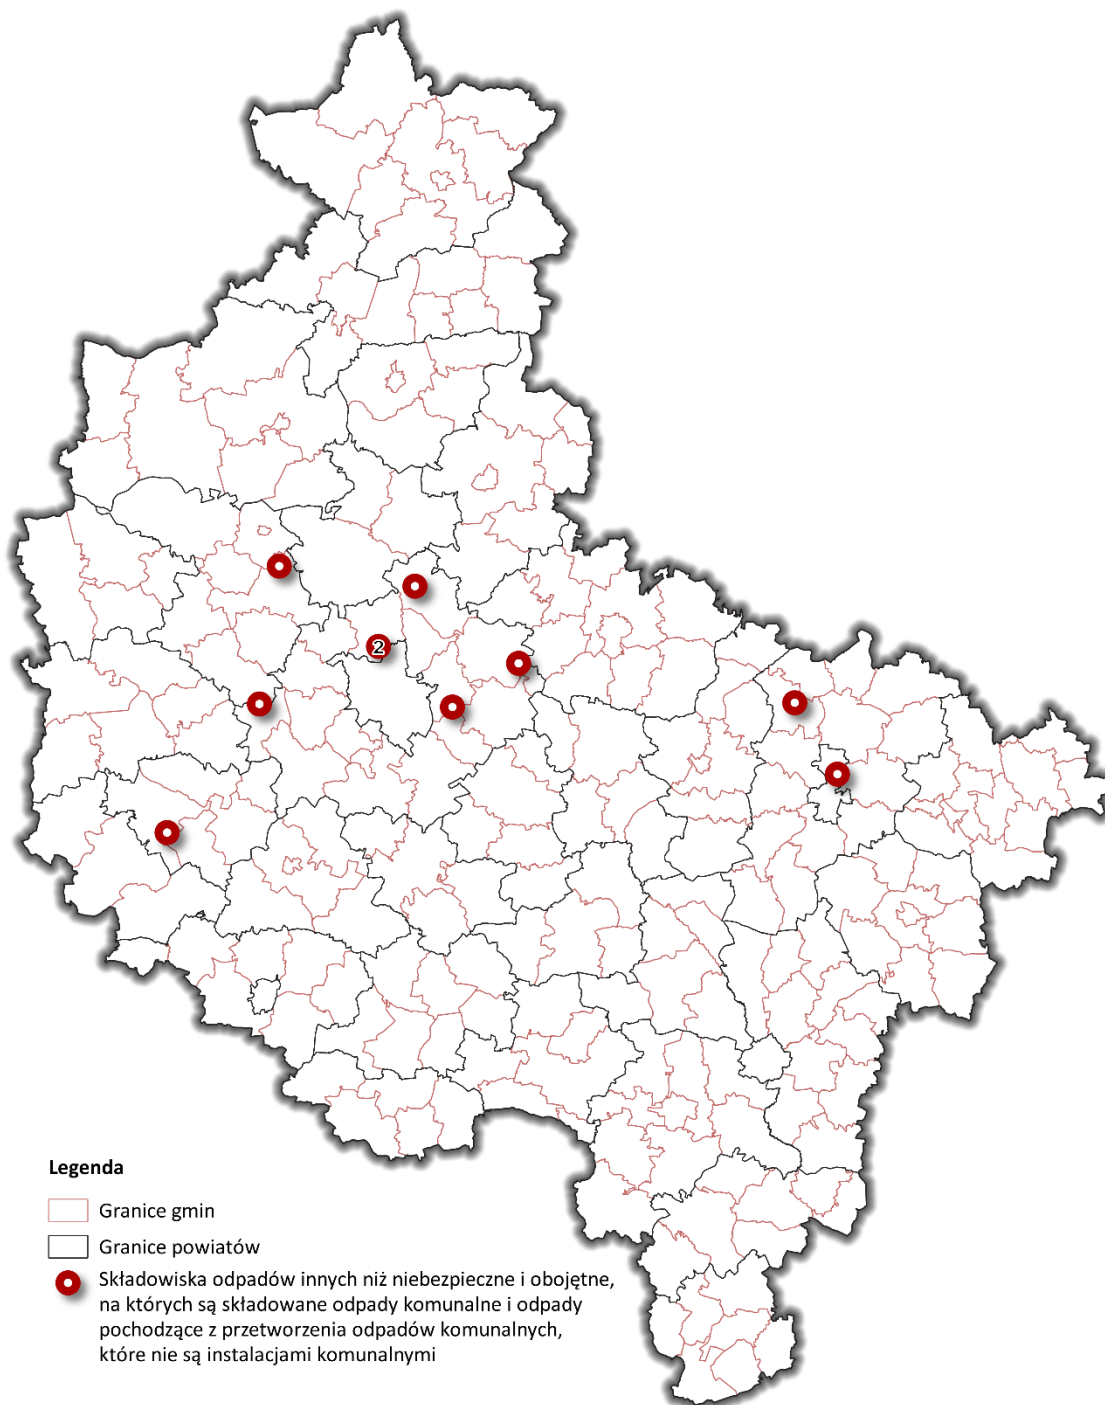 2
Legenda
Granice gmin
Granice powiatów
Składowiska odpadów innych niż niebezpieczne i obojętne,
na których są składowane odpady komunalne i odpady
pochodzące z przetworzenia odpadów komunalnych,
które nie są instalacjami komunalnymi